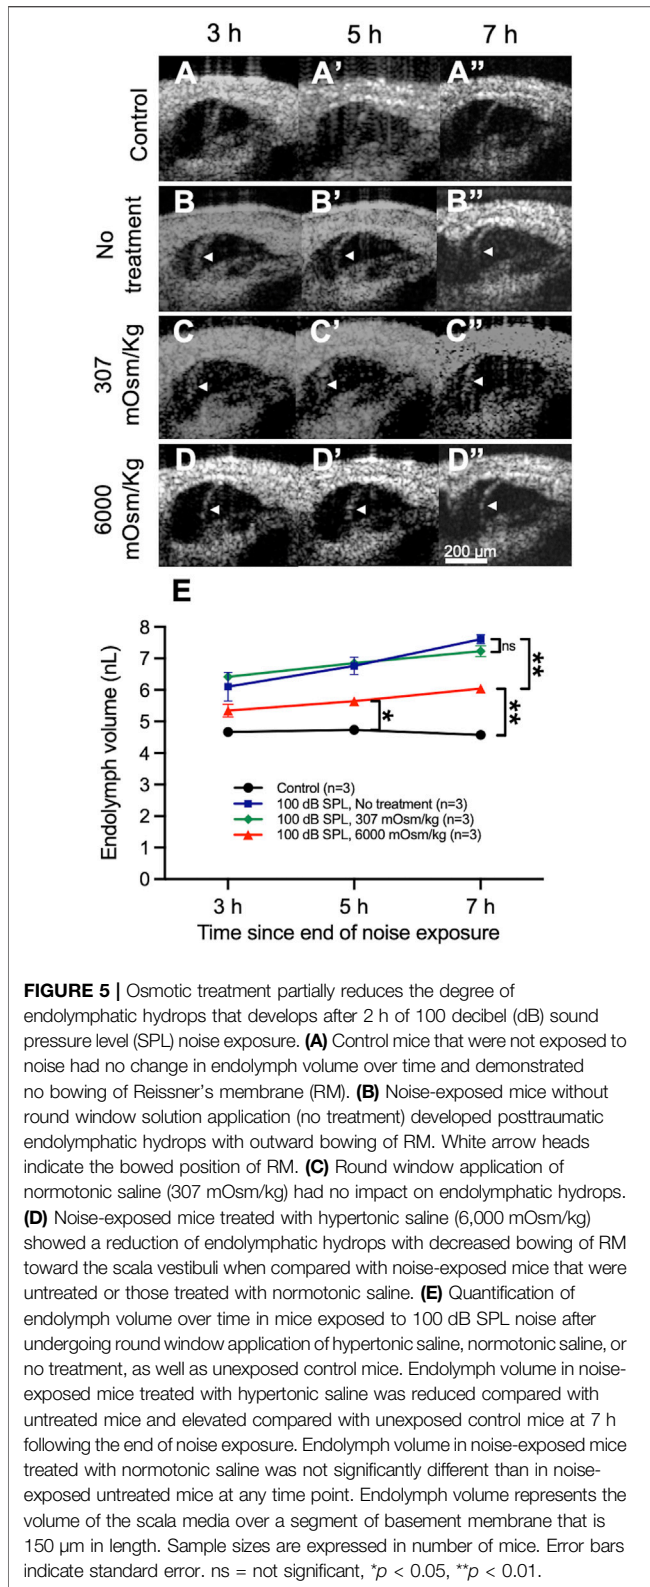 3 h 5 h 7 h
Control
A A' A"
No
treatment
B B' B"
307
mOsm/Kg
C C' C"
6000
mOsm/Kg
D D' D"
200 μm
E
Endolymph volume (nL)
8
7
6
5
4
3
2
1
0
ns
**
**
*
Control (n=3)
100 dB SPL, No treatment (n=3)
100 dB SPL, 307 mOsm/kg (n=3)
100 dB SPL, 6000 mOsm/kg (n=3)
3 h 5 h 7 h
Time since end of noise exposure
FIGURE 5 | Osmotic treatment partially reduces the degree of
endolymphatic hydrops that develops after 2 h of 100 decibel (dB) sound
pressure level (SPL) noise exposure. (A) Control mice that were not exposed to
noise had no change in endolymph volume over time and demonstrated
no bowing of Reissner's membrane (RM). (B) Noise-exposed mice without
round window solution application (no treatment) developed posttraumatic
endolymphatic hydrops with outward bowing of RM. White arrow heads
indicate the bowed position of RM. (C) Round window application of
normotonic saline (307 mOsm/kg) had no impact on endolymphatic hydrops.
(D) Noise-exposed mice treated with hypertonic saline (6,000 mOsm/kg)
showed a reduction of endolymphatic hydrops with decreased bowing of RM
toward the scala vestibuli when compared with noise-exposed mice that were
untreated or those treated with normotonic saline. (E) Quantification of
endolymph volume over time in mice exposed to 100 dB SPL noise after
undergoing round window application of hypertonic saline, normotonic saline, or
no treatment, as well as unexposed control mice. Endolymph volume in noise-
exposed mice treated with hypertonic saline was reduced compared with
untreated mice and elevated compared with unexposed control mice at 7 h
following the end of noise exposure. Endolymph volume in noise-exposed mice
treated with normotonic saline was not significantly different than in noise-
exposed untreated mice at any time point. Endolymph volume represents the
volume of the scala media over a segment of basement membrane that is
150 μm in length. Sample sizes are expressed in number of mice. Error bars
indicate standard error. ns = not significant, *p < 0.05, **p < 0.01.